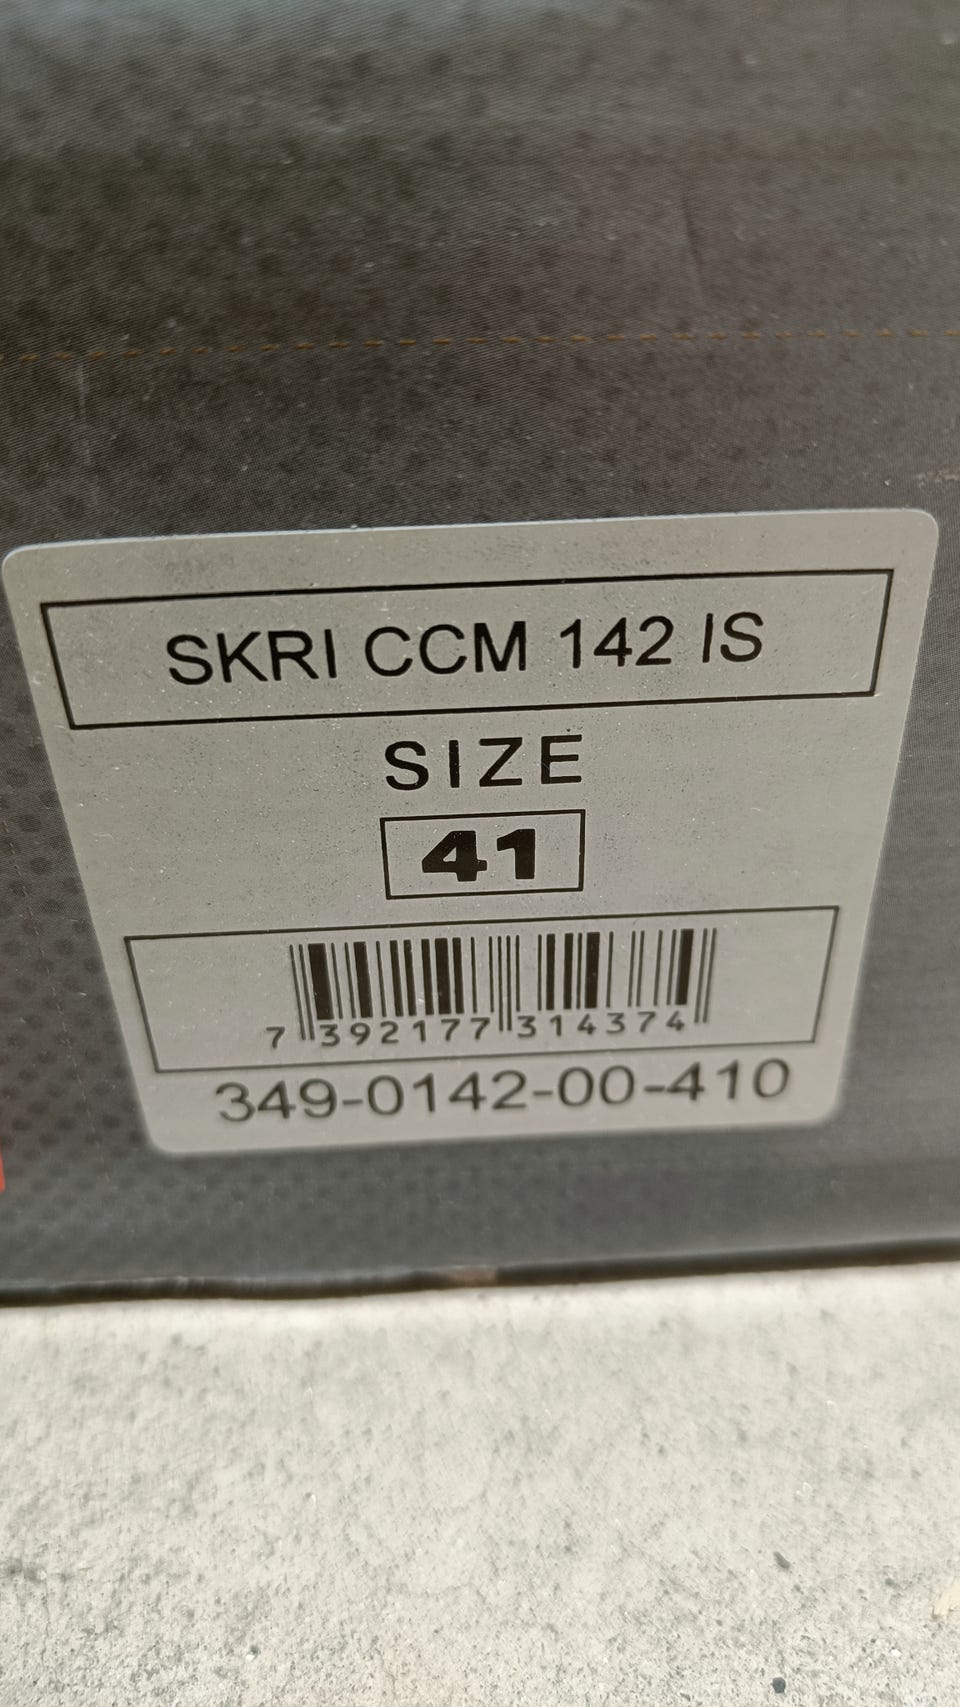 SKRI CCM 142 IS
SIZE
41
7 392177 314374
349-0142-00-410